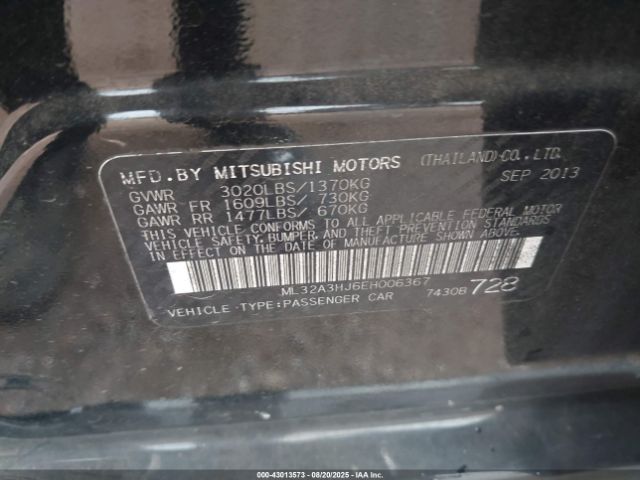 MFD.BY MITSUBISHI MOTORS (THAILAND) CO., LTD.
SEP 2013
GVWR 3020LBS/1370KG
GAWR FR 1609LBS/ 730KG
GAWR RR 1477LBS/ 670KG
THIS VEHICLE CONFORMS TO ALL APPLICABLE FEDERAL MOTOR
VEHICLE SAFETY, BUMPER, AND THEFT PREVENTION STANDARDS
IN EFFECT ON THE DATE OF MANUFACTURE SHOWN ABOVE.
ML32A3HJ6EH006367
VEHICLE TYPE:PASSENGER CAR 7430B 728
000-43013573 - 08/20/2025 - IAA Inc.